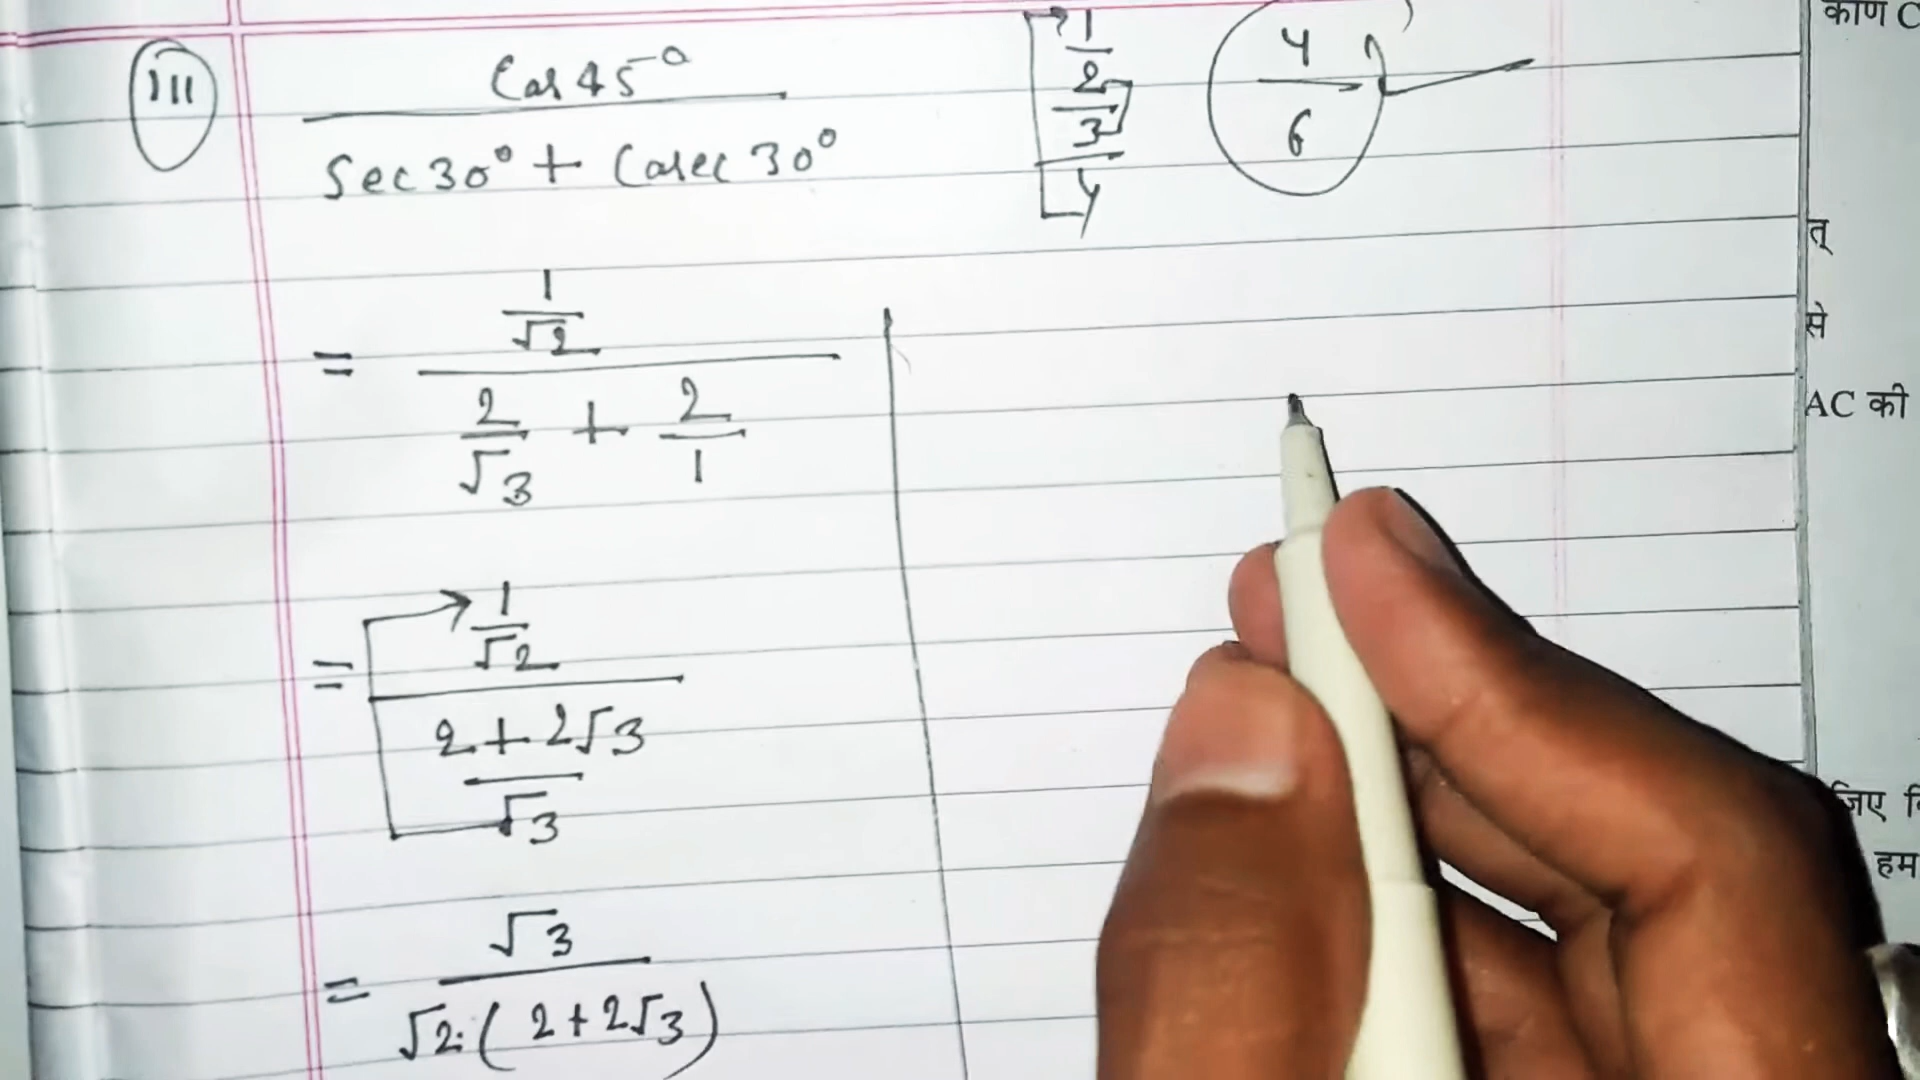 iii
Cos 45°
Sec 30° + Cosec 30°
1
2
3
4
4
6
= 1
√2
2 + 2
√3 1
= 1
√2
2 + 2√3
√3
= √3
√2.(2 + 2√3)
कोण C
त्
से
AC की
जिए
हम